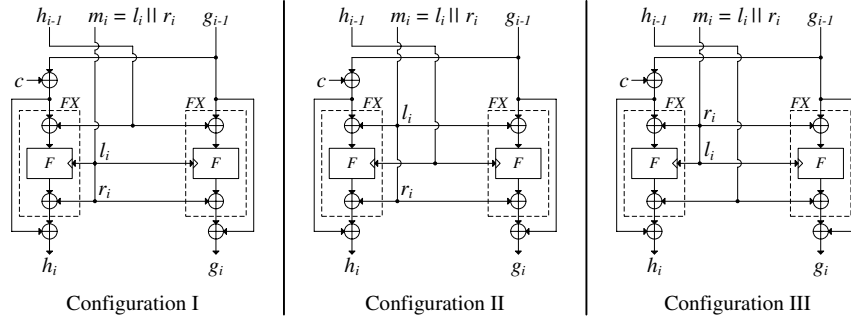 h_{i-1} m_i = l_i || r_i g_{i-1}
c
FX FX
l_i
F F
r_i
h_i g_i
Configuration I
h_{i-1} m_i = l_i || r_i g_{i-1}
c
FX FX
l_i
F F
r_i
h_i g_i
Configuration II
h_{i-1} m_i = l_i || r_i g_{i-1}
c
FX FX
r_i
l_i
F F
h_i g_i
Configuration III